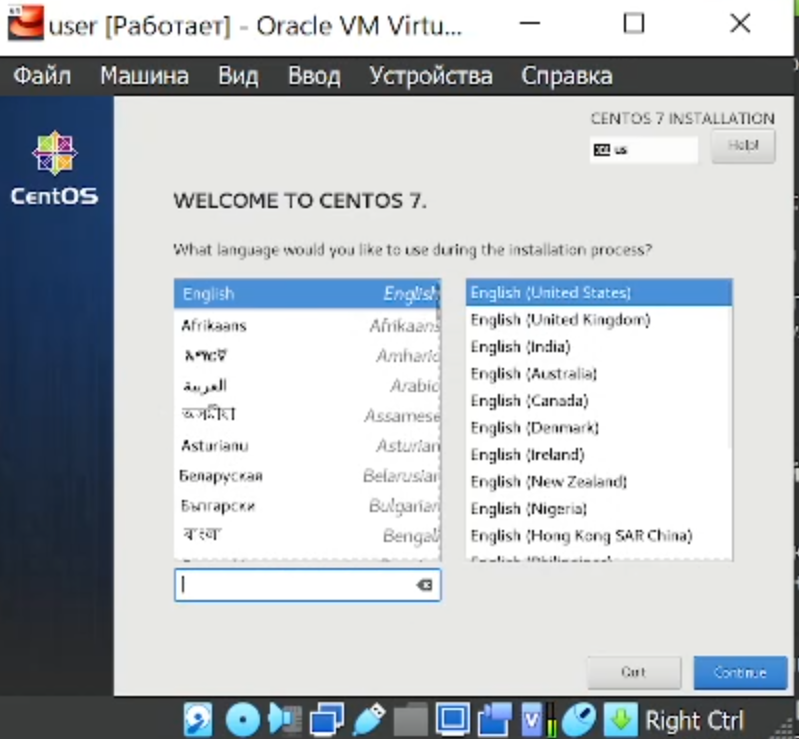 user [Работает] - Oracle VM Virtu...
Файл Машина Вид Ввод Устройства Справка
CentOS
CENTOS 7 INSTALLATION
us
Help!
WELCOME TO CENTOS 7.
What language would you like to use during the installation process?
English English
Afrikaans Afrikaans
አማርኛ Amharic
العربية Arabic
অসমীয়া Assamese
Asturianu Asturian
Беларуская Belarusian
Български Bulgarian
বাংলা Bengali
English (United States)
English (United Kingdom)
English (India)
English (Australia)
English (Canada)
English (Denmark)
English (Ireland)
English (New Zealand)
English (Nigeria)
English (Hong Kong SAR China)
English (Philippines)
Quit
Continue
Right Ctrl